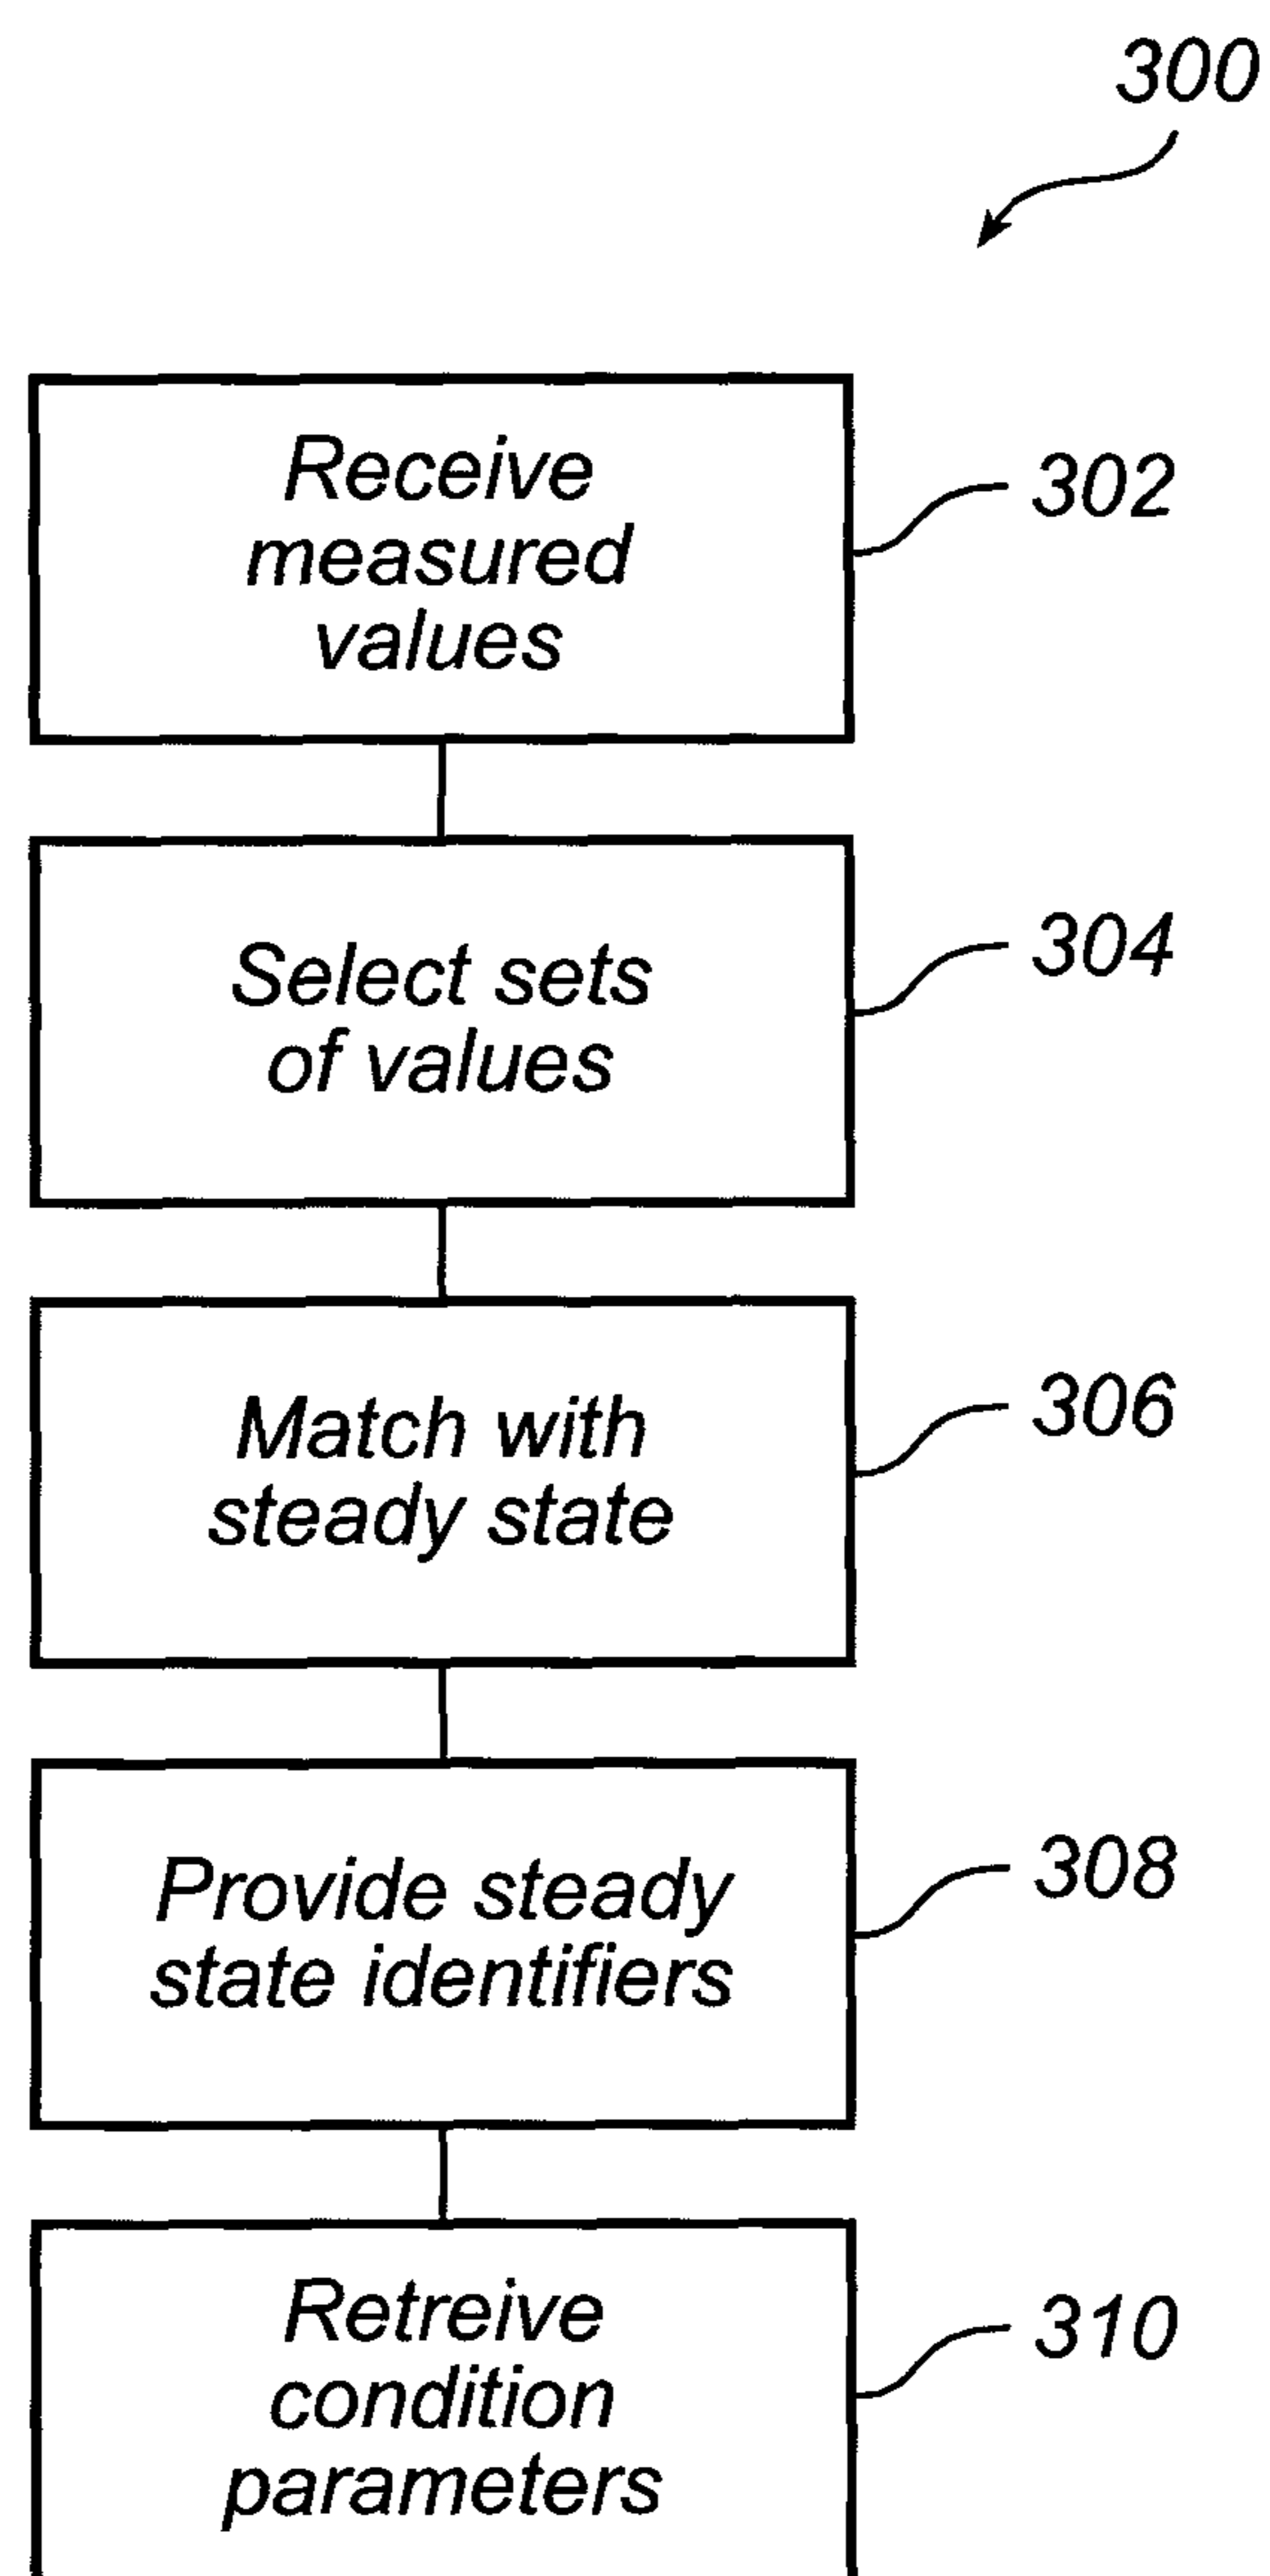 300
Receive
measured
values
302
Select sets
of values
304
Match with
steady state
306
Provide steady
state identifiers
308
Retreive
condition
parameters
310